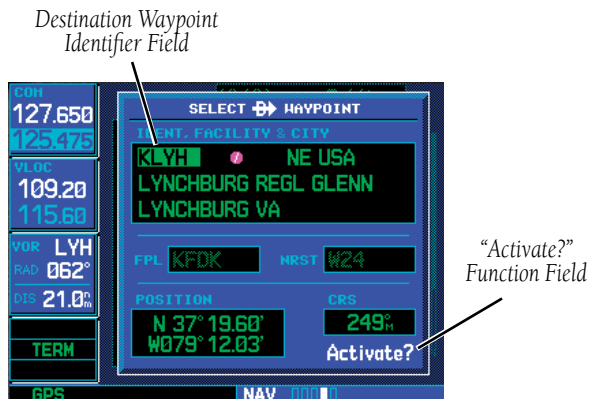 Destination Waypoint
Identifier Field
COM
127.650
125.475
VLOC
109.20
115.60
VOR LYH
RAD 062°
DIS 21.0nm
TERM
GPS
SELECT D WAYPOINT
IDENT, FACILITY & CITY
KLYH NE USA
LYNCHBURG REGL GLENN
LYNCHBURG VA
FPL KFDK NRST W24
POSITION CRS
N 37°19.60' 249°M
W079°12.03'
Activate?
NAV
“Activate?”
Function Field